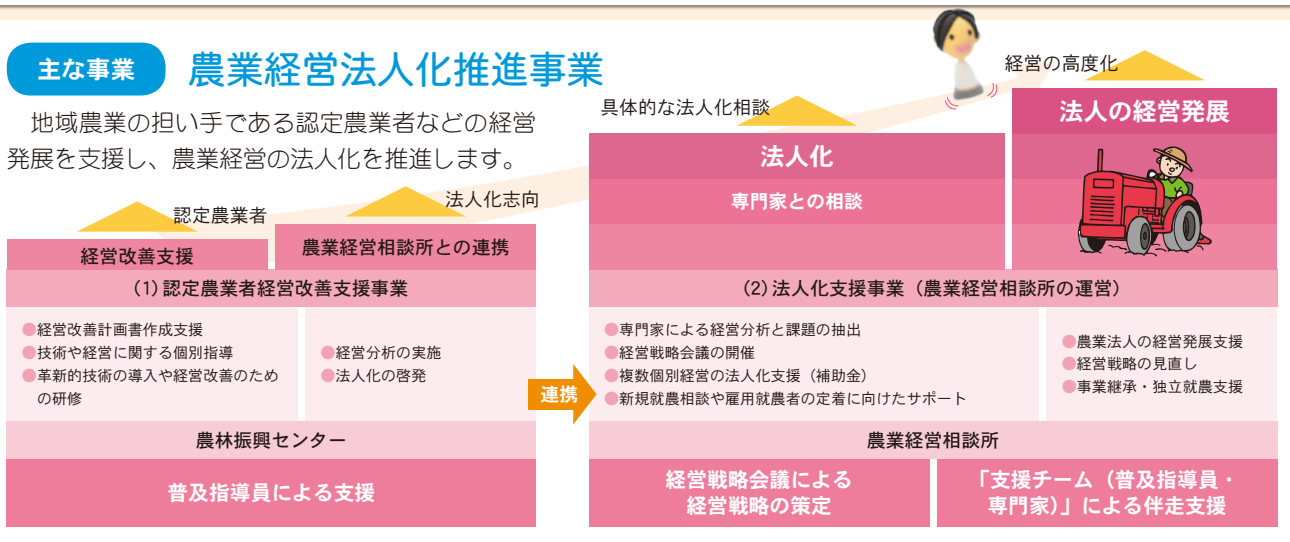 主な事業
農業経営法人化推進事業
地域農業の担い手である認定農業者などの経営
発展を支援し、農業経営の法人化を推進します。
認定農業者
法人化志向
具体的な法人化相談
経営の高度化
経営改善支援
農業経営相談所との連携
法人化
専門家との相談
法人の経営発展
(1)認定農業者経営改善支援事業
●経営改善計画書作成支援
●技術や経営に関する個別指導
●革新的技術の導入や経営改善のため
の研修
●経営分析の実施
●法人化の啓発
農林振興センター
普及指導員による支援
連携
(2)法人化支援事業（農業経営相談所の運営）
●専門家による経営分析と課題の抽出
●経営戦略会議の開催
●複数個別経営の法人化支援（補助金）
●新規就農相談や雇用就農者の定着に向けたサポート
●農業法人の経営発展支援
●経営戦略の見直し
●事業継承・独立就農支援
農業経営相談所
経営戦略会議による
経営戦略の策定
「支援チーム（普及指導員・
専門家）」による伴走支援